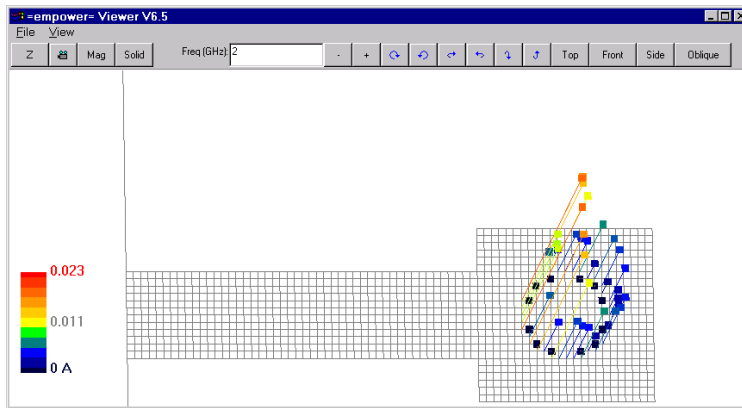 =empower= Viewer V6.5
File View
Z Mag Solid Freq (GHz): 2 - + Top Front Side Oblique
0.023
0.011
0 A